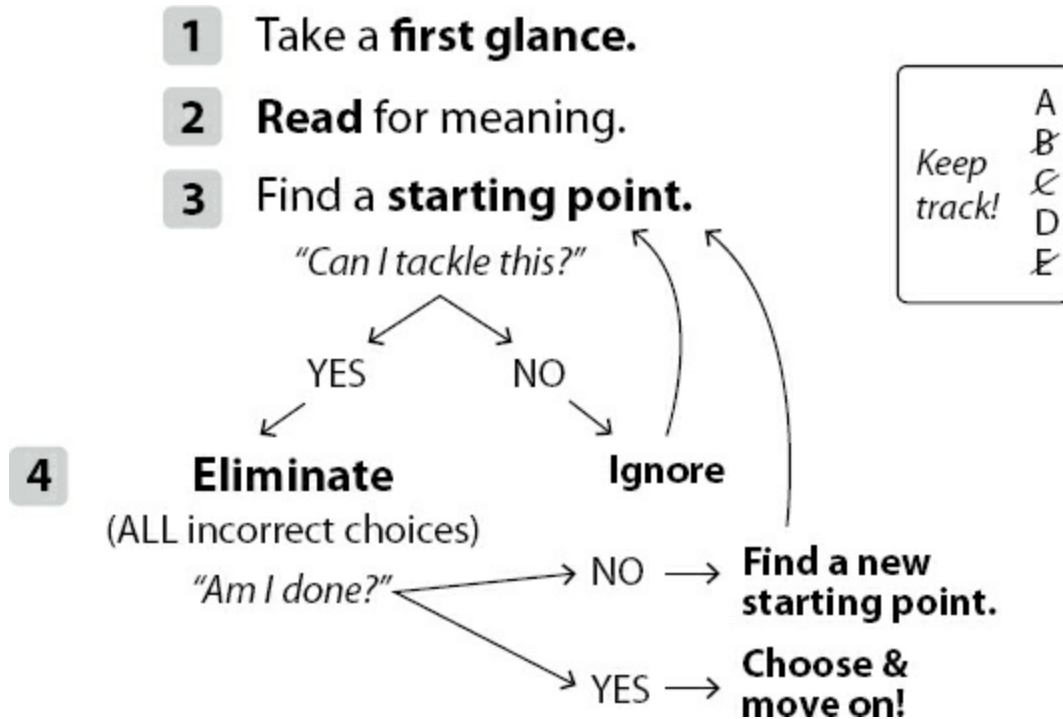 1 Take a first glance.
2 Read for meaning.
3 Find a starting point.
"Can I tackle this?"
YES NO
4 Eliminate Ignore
(ALL incorrect choices)
"Am I done?" NO Find a new
starting point.
YES Choose &
move on!
Keep
track!
A
B
C
D
E